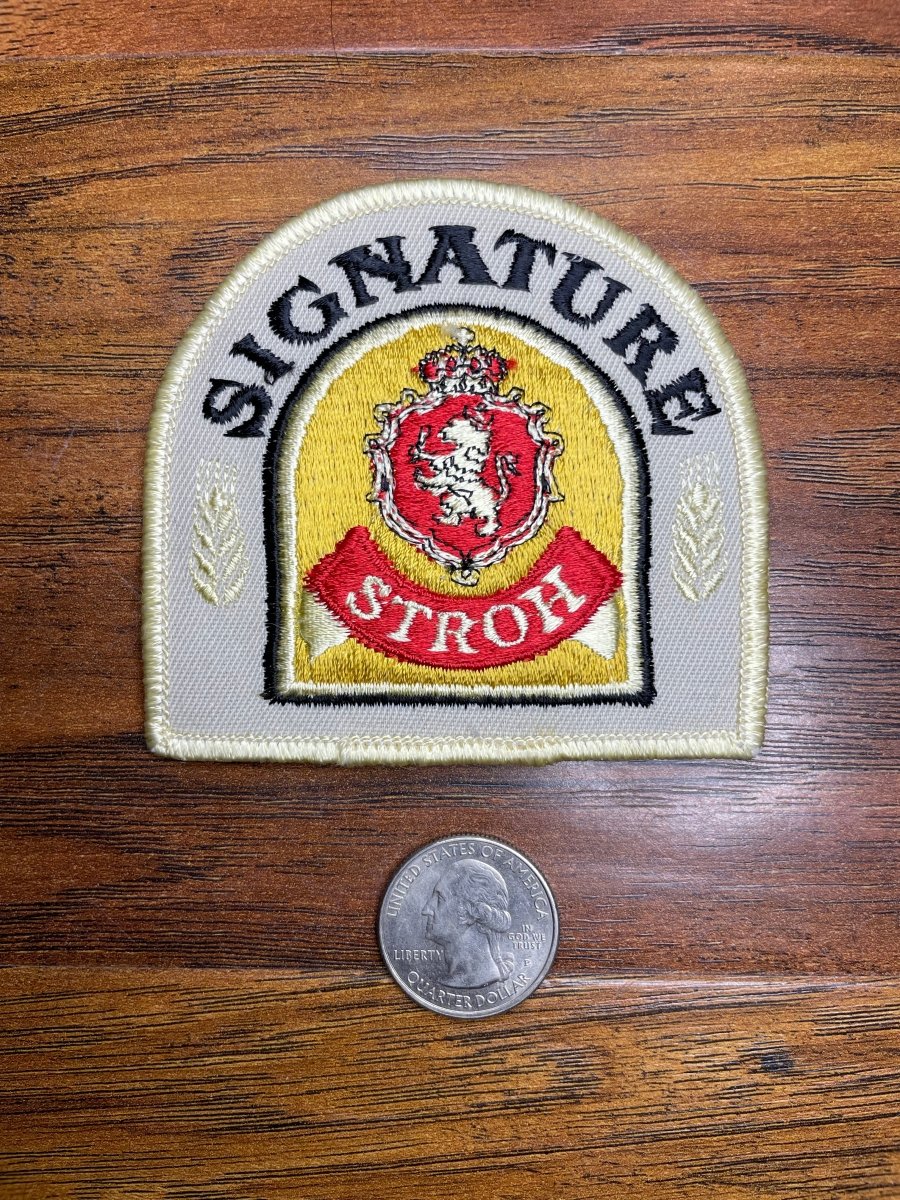 SIGNATURE
STROH
UNITED STATES OF AMERICA
LIBERTY
IN
GOD WE
TRUST
P
QUARTER DOLLAR